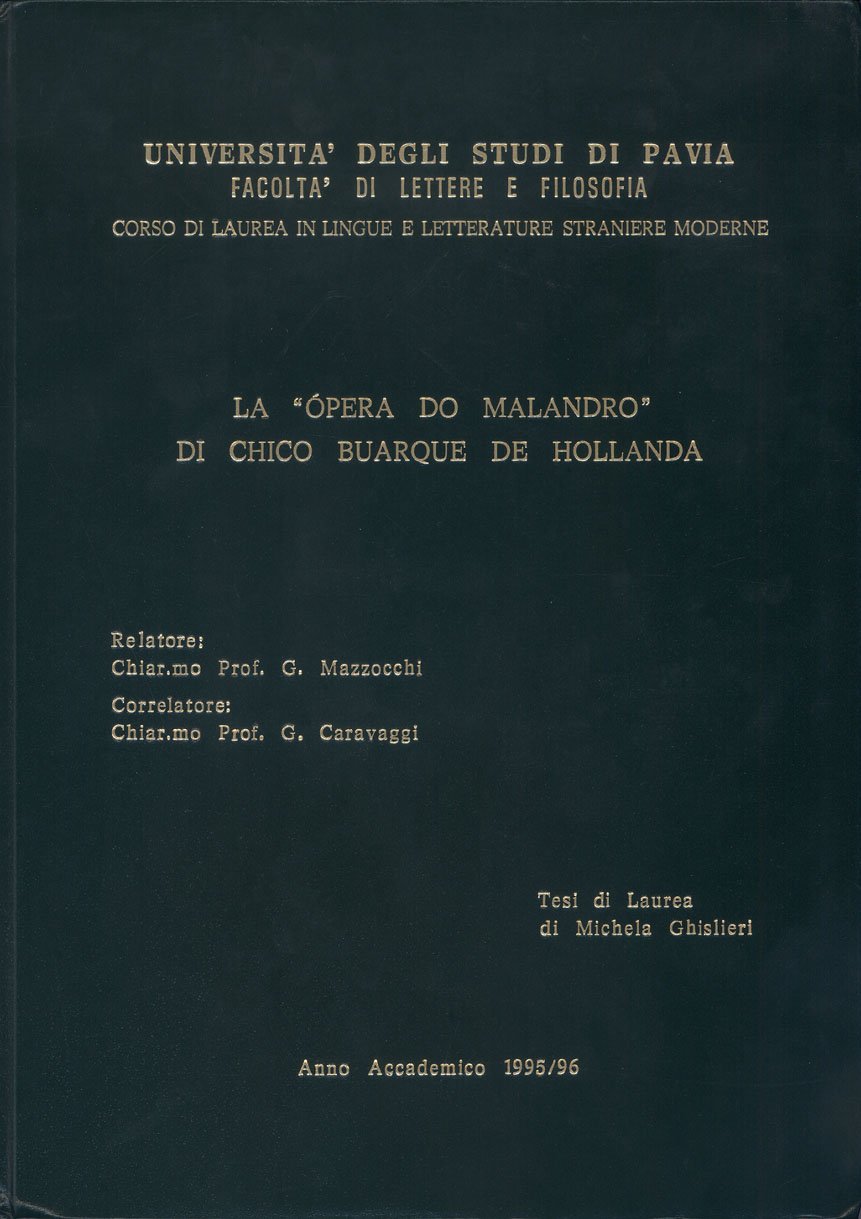 UNIVERSITA' DEGLI STUDI DI PAVIA
FACOLTA' DI LETTERE E FILOSOFIA
CORSO DI LAUREA IN LINGUE E LETTERATURE STRANIERE MODERNE
LA "ÓPERA DO MALANDRO"
DI CHICO BUARQUE DE HOLLANDA
Relatore:
Chiar.mo Prof. G. Mazzocchi
Correlatore:
Chiar.mo Prof. G. Caravaggi
Tesi di Laurea
di Michela Ghislieri
Anno Accademico 1995/96